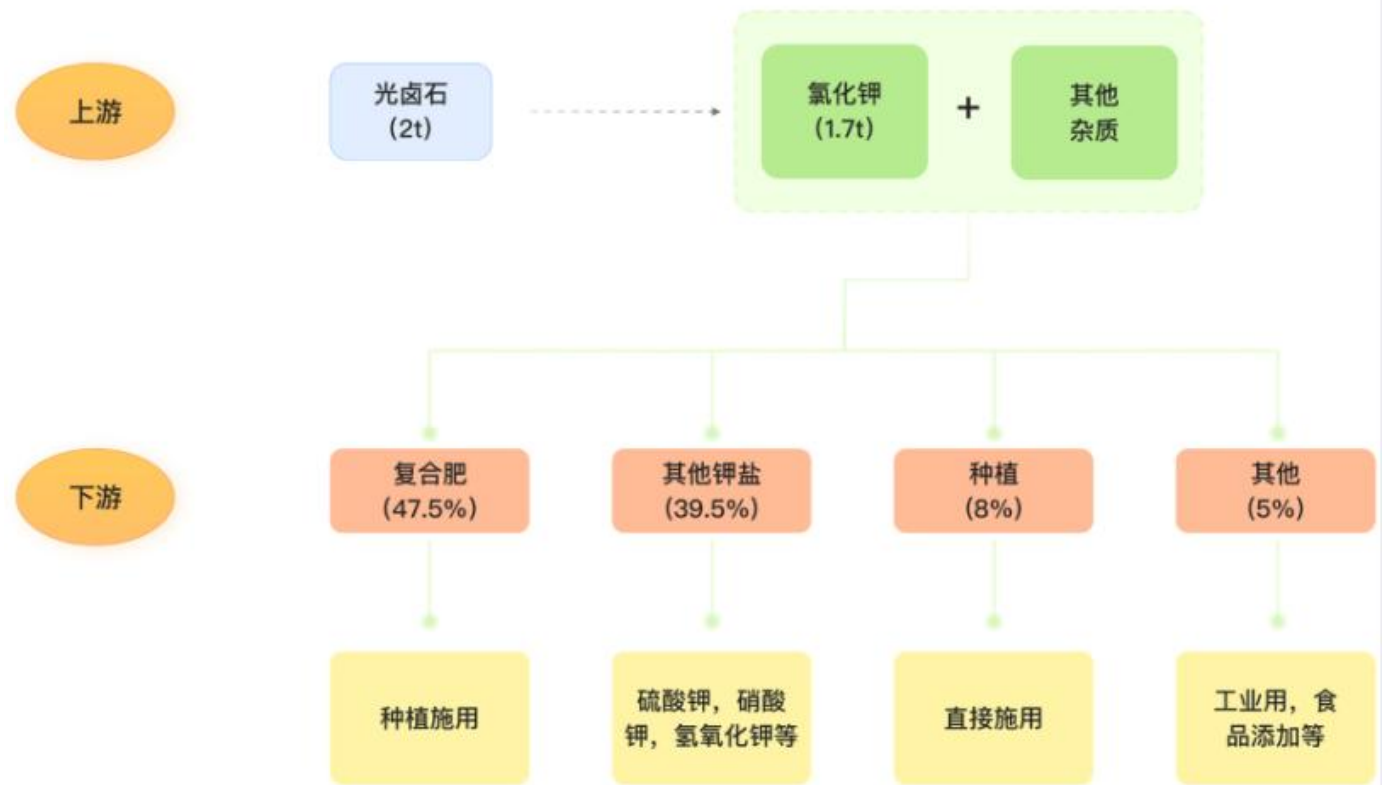 上游
光卤石
(2t)
氯化钾
(1.7t)
+
其他
杂质
下游
复合肥
(47.5%)
其他钾盐
(39.5%)
种植
(8%)
其他
(5%)
种植施用
硫酸钾，硝酸
钾，氢氧化钾等
直接施用
工业用，食
品添加等